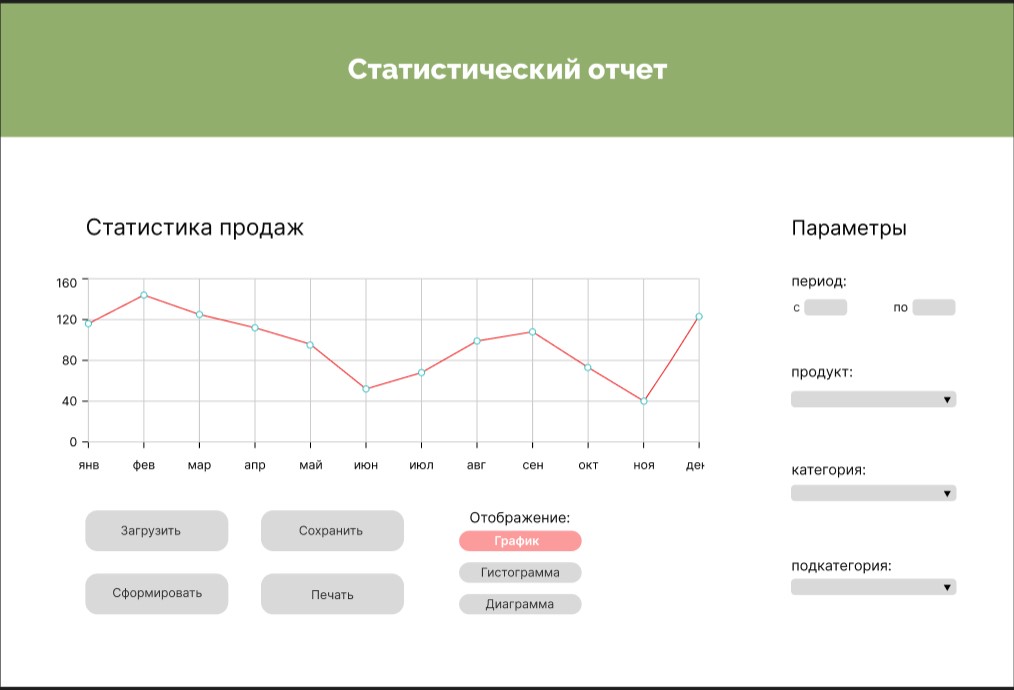 Статистический отчет
Статистика продаж
160
120
80
40
0
янв фев мар апр май июн июл авг сен окт ноя дек
Загрузить
Сохранить
Сформировать
Печать
Отображение:
График
Гистограмма
Диаграмма
Параметры
период:
с по
продукт:
категория:
подкатегория: